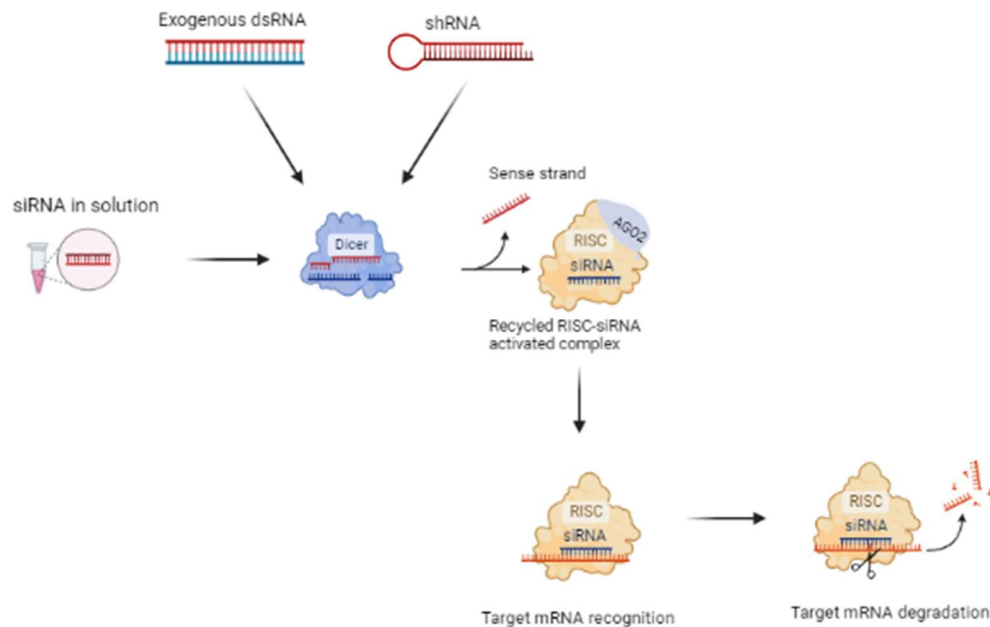 Exogenous dsRNA
shRNA
siRNA in solution
Dicer
Sense strand
AGO2
RISC
siRNA
Recycled RISC-siRNA
activated complex
RISC
siRNA
Target mRNA recognition
RISC
siRNA
Target mRNA degradation